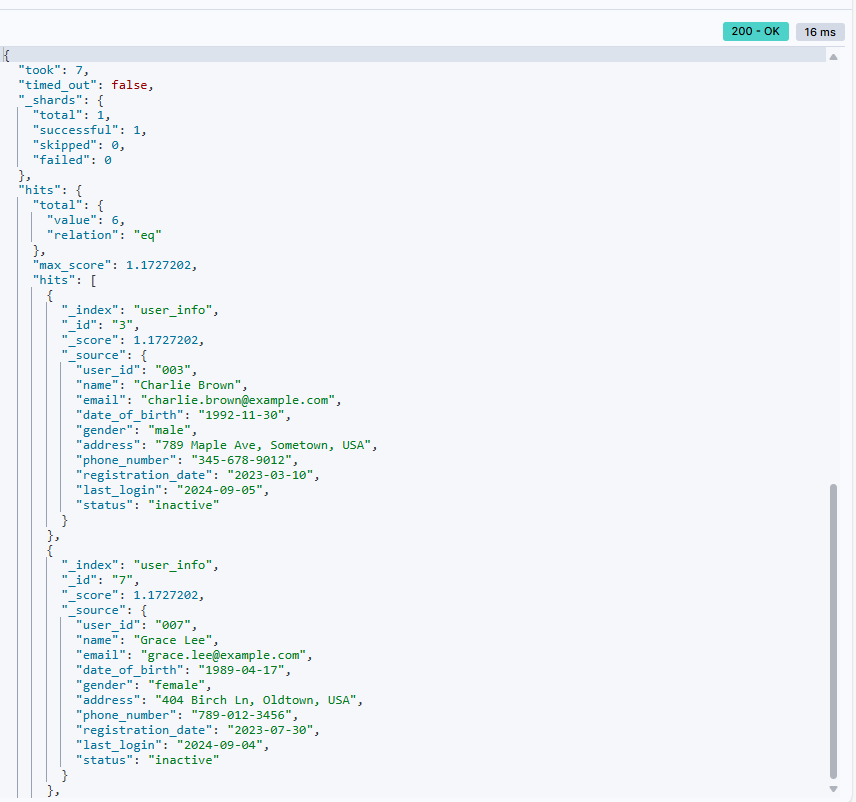 200 - OK 16 ms
{
  "took": 7,
  "timed_out": false,
  "_shards": {
    "total": 1,
    "successful": 1,
    "skipped": 0,
    "failed": 0
  },
  "hits": {
    "total": {
      "value": 6,
      "relation": "eq"
    },
    "max_score": 1.1727202,
    "hits": [
      {
        "_index": "user_info",
        "_id": "3",
        "_score": 1.1727202,
        "_source": {
          "user_id": "003",
          "name": "Charlie Brown",
          "email": "charlie.brown@example.com",
          "date_of_birth": "1992-11-30",
          "gender": "male",
          "address": "789 Maple Ave, Sometown, USA",
          "phone_number": "345-678-9012",
          "registration_date": "2023-03-10",
          "last_login": "2024-09-05",
          "status": "inactive"
        }
      },
      {
        "_index": "user_info",
        "_id": "7",
        "_score": 1.1727202,
        "_source": {
          "user_id": "007",
          "name": "Grace Lee",
          "email": "grace.lee@example.com",
          "date_of_birth": "1989-04-17",
          "gender": "female",
          "address": "404 Birch Ln, Oldtown, USA",
          "phone_number": "789-012-3456",
          "registration_date": "2023-07-30",
          "last_login": "2024-09-04",
          "status": "inactive"
        }
      },